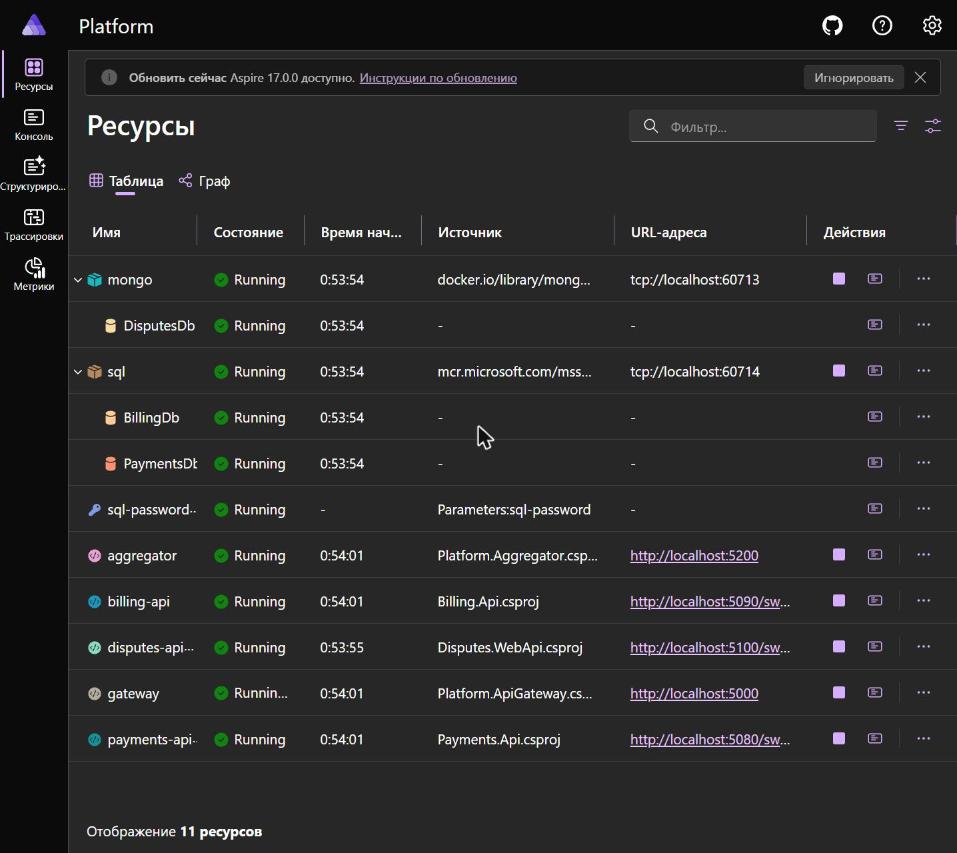 Platform
Обновить сейчас Aspire 17.0.0 доступно. Инструкции по обновлению
Игнорировать
Ресурсы
Консоль
Структуриро...
Трассировки
Метрики
Ресурсы
Фильтр...
Таблица Граф
Имя Состояние Время нач... Источник URL-адреса Действия
mongo Running 0:53:54 docker.io/library/mong... tcp://localhost:60713
DisputesDb Running 0:53:54 - -
sql Running 0:53:54 mcr.microsoft.com/mss... tcp://localhost:60714
BillingDb Running 0:53:54 - -
PaymentsDb Running 0:53:54 - -
sql-password... Running - Parameters:sql-password -
aggregator Running 0:54:01 Platform.Aggregator.csp... http://localhost:5200
billing-api Running 0:54:01 Billing.Api.csproj http://localhost:5090/sw...
disputes-api... Running 0:53:55 Disputes.WebApi.csproj http://localhost:5100/sw...
gateway Runnin... 0:54:01 Platform.ApiGateway.cs... http://localhost:5000
payments-api... Running 0:54:01 Payments.Api.csproj http://localhost:5080/sw...
Отображение 11 ресурсов